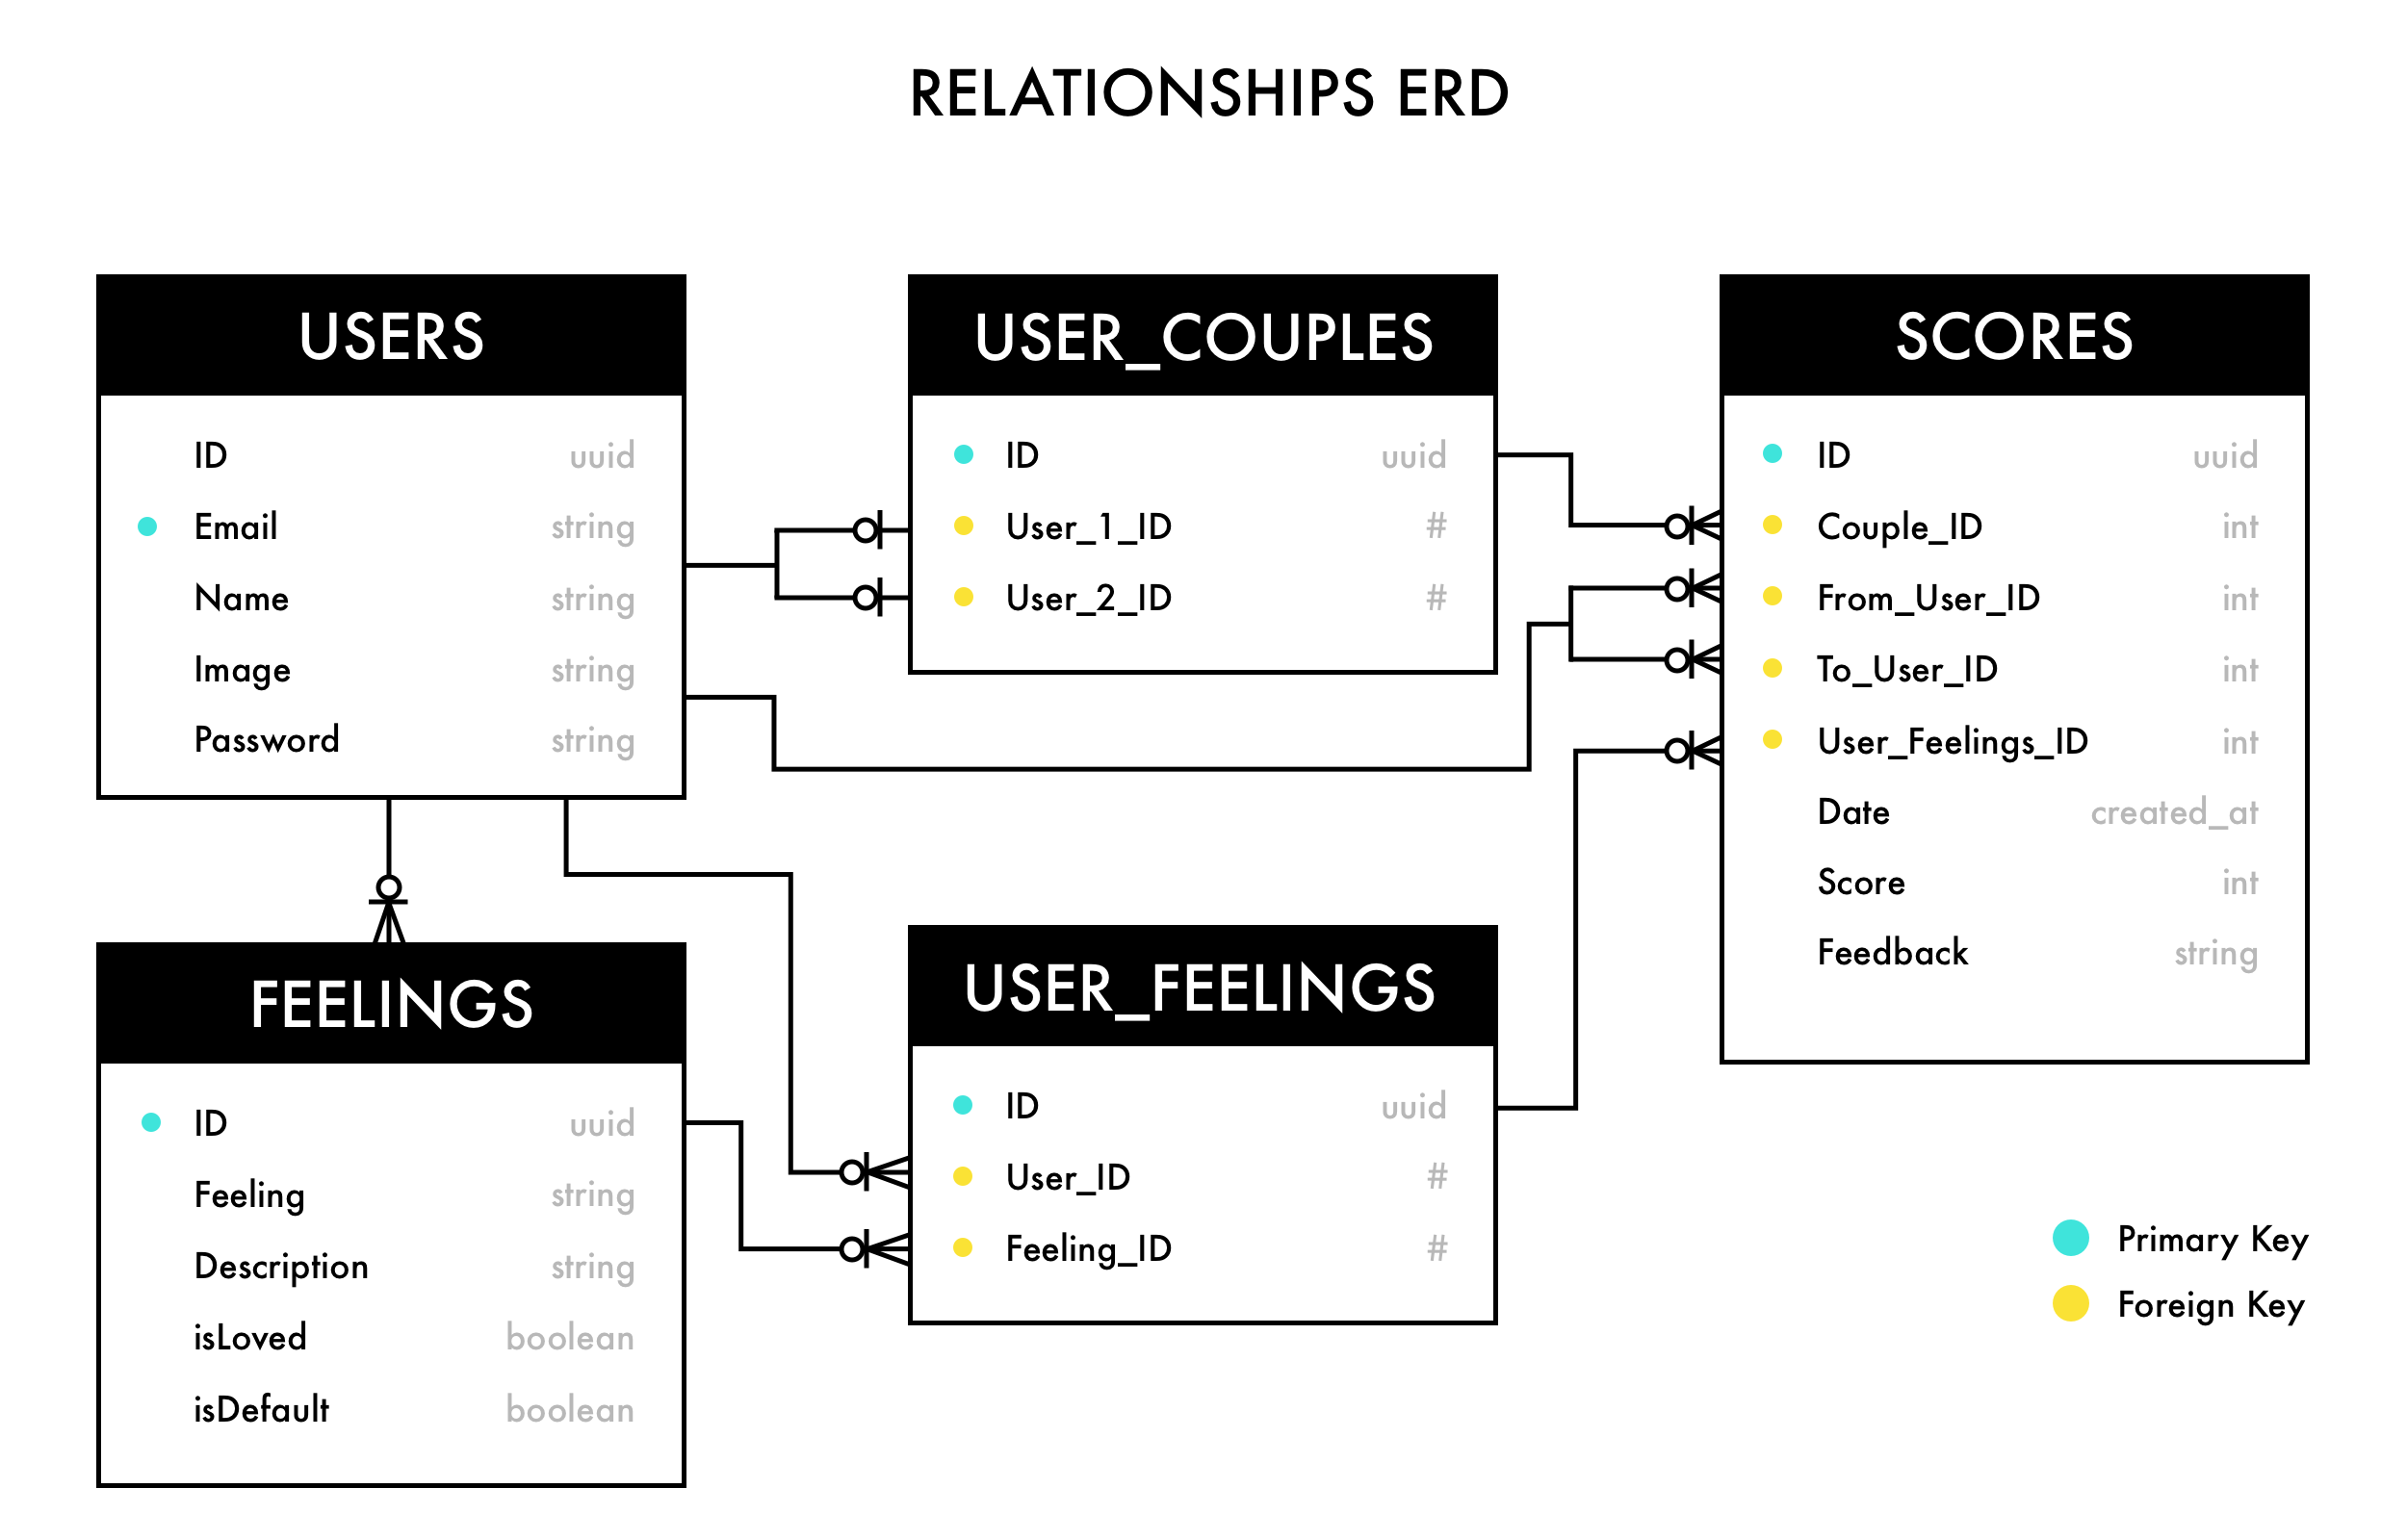 RELATIONSHIPS ERD
USERS
ID uuid
Email string
Name string
Image string
Password string
USER_COUPLES
ID uuid
User_1_ID #
User_2_ID #
SCORES
ID uuid
Couple_ID int
From_User_ID int
To_User_ID int
User_Feelings_ID int
Date created_at
Score int
Feedback string
FEELINGS
ID uuid
Feeling string
Description string
isLoved boolean
isDefault boolean
USER_FEELINGS
ID uuid
User_ID #
Feeling_ID #
Primary Key
Foreign Key